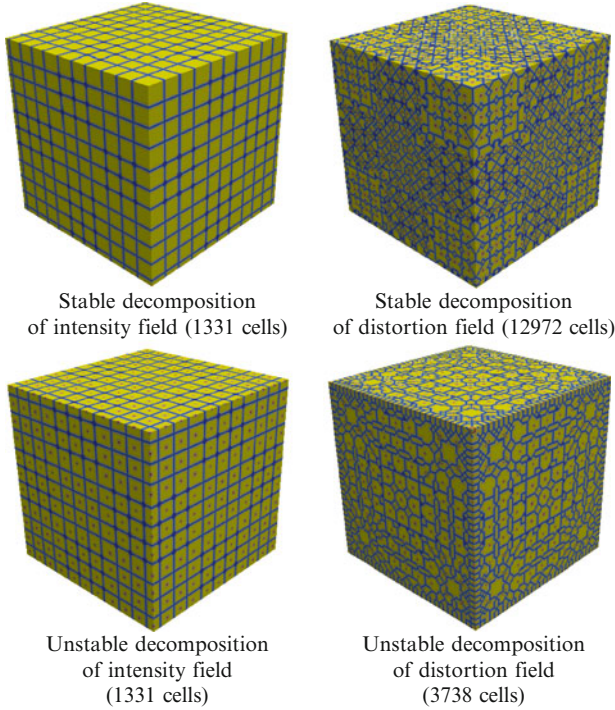 Stable decomposition
of intensity field (1331 cells)
Stable decomposition
of distortion field (12972 cells)
Unstable decomposition
of intensity field
(1331 cells)
Unstable decomposition
of distortion field
(3738 cells)